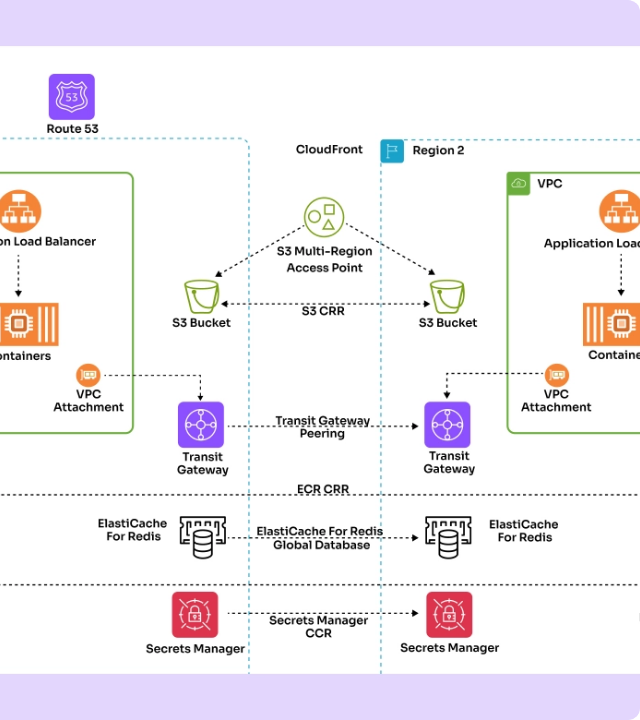 53
Route 53
CloudFront
Region 2
VPC
on Load Balancer
S3 Multi-Region
Access Point
Application Load
S3 Bucket
S3 CRR
S3 Bucket
ontainers
Containe
VPC
Attachment
VPC
Attachment
Transit Gateway
Peering
Transit
Gateway
Transit
Gateway
ECR CRR
ElastiCache
For Redis
ElastiCache For Redis
Global Database
ElastiCache
For Redis
Secrets Manager
CCR
Secrets Manager
Secrets Manager